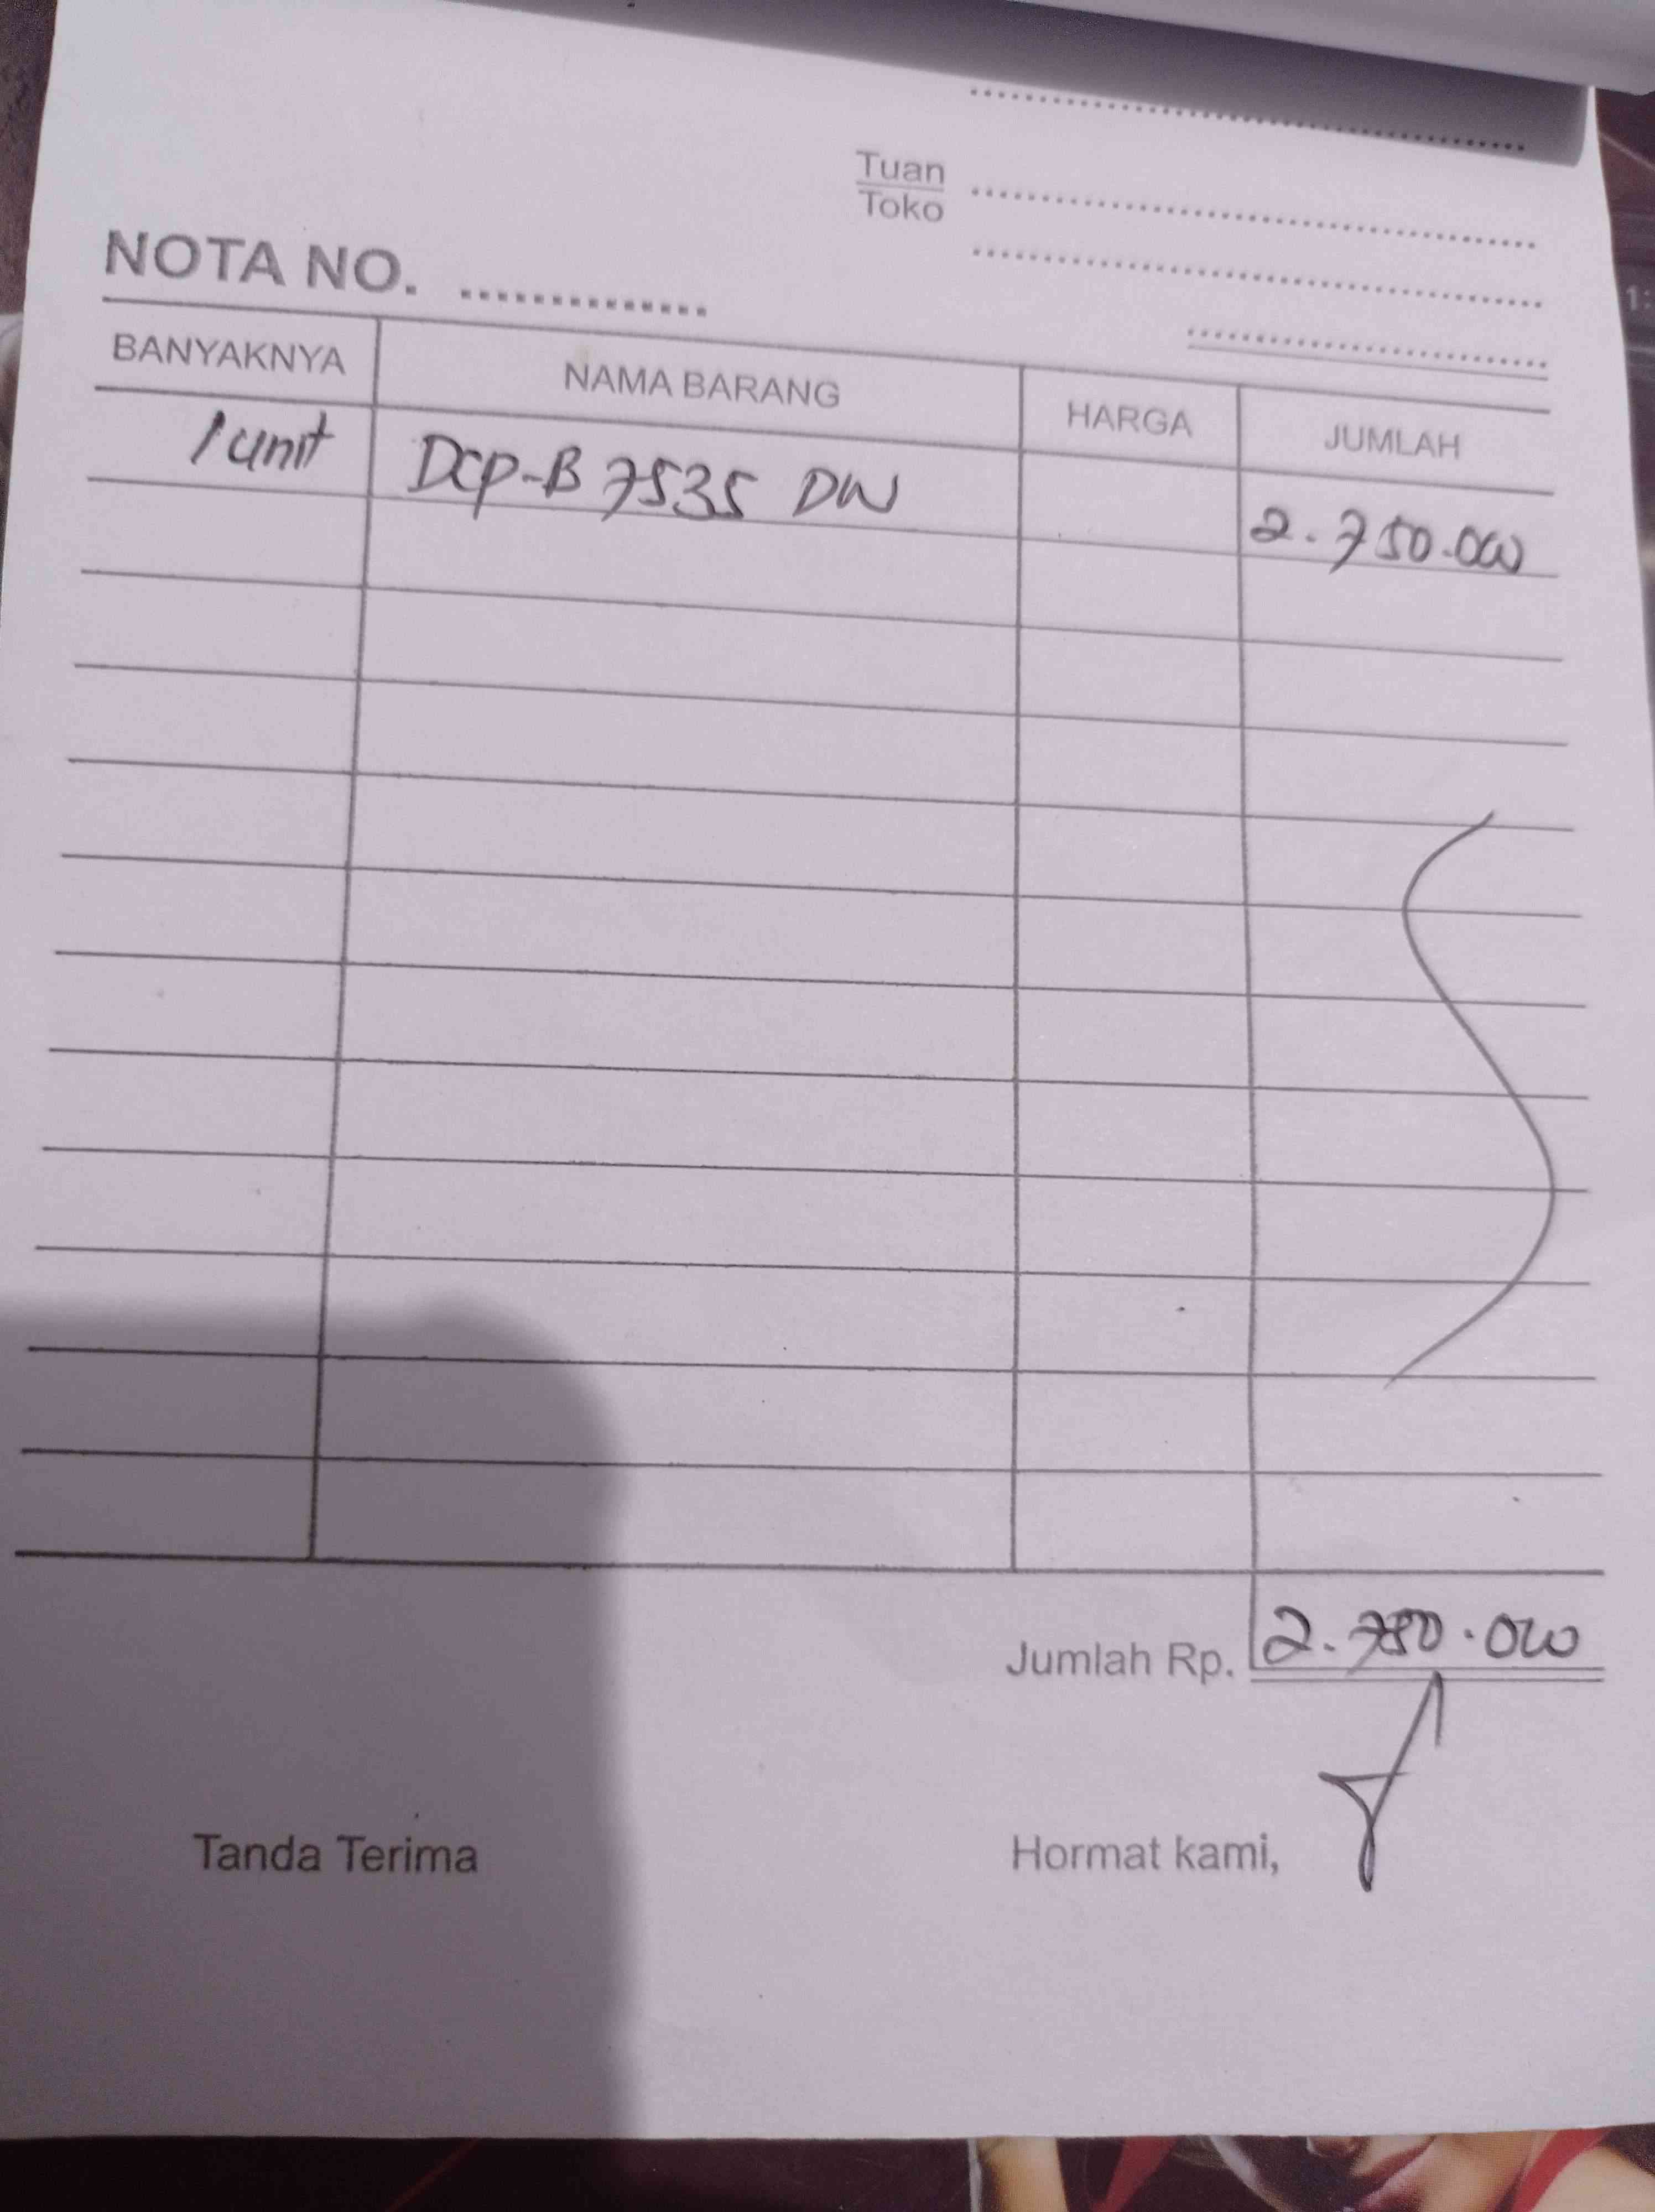 Tuan
Toko
NOTA NO.
BANYAKNYA NAMA BARANG HARGA JUMLAH
1 unit Dcp-B 7535 DW 2.750.000
Jumlah Rp. 2.750.000
Tanda Terima Hormat kami,